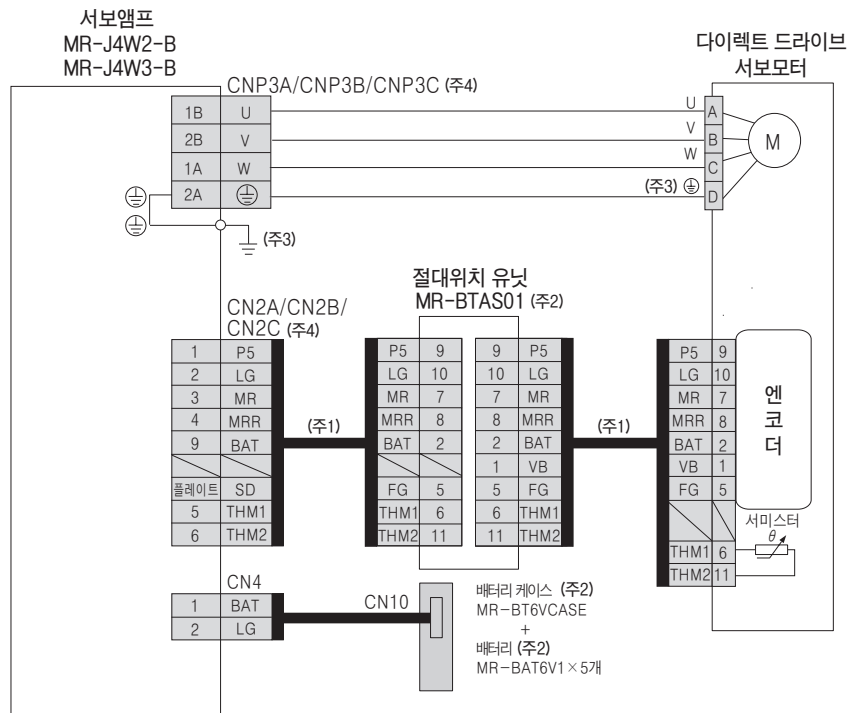 서보앰프
MR-J4W2-B
MR-J4W3-B
다이렉트 드라이브
서보모터
CNP3A/CNP3B/CNP3C (주4)
1B U
2B V
1A W
2A
U A
V B
W C
(주3) D
M
(주3)
절대위치 유닛
MR-BTAS01 (주2)
CN2A/CN2B/
CN2C (주4)
1 P5
2 LG
3 MR
4 MRR
9 BAT
플레이트 SD
5 THM1
6 THM2
(주1)
P5 9
LG 10
MR 7
MRR 8
BAT 2
FG 5
THM1 6
THM2 11
9 P5
10 LG
7 MR
8 MRR
2 BAT
1 VB
5 FG
6 THM1
11 THM2
(주1)
P5 9
LG 10
MR 7
MRR 8
BAT 2
VB 1
FG 5
THM1 6
THM2 11
엔코더
서미스터
θ
CN4
1 BAT
2 LG
CN10
배터리 케이스 (주2)
MR-BT6VCASE
+
배터리 (주2)
MR-BAT6V1×5개